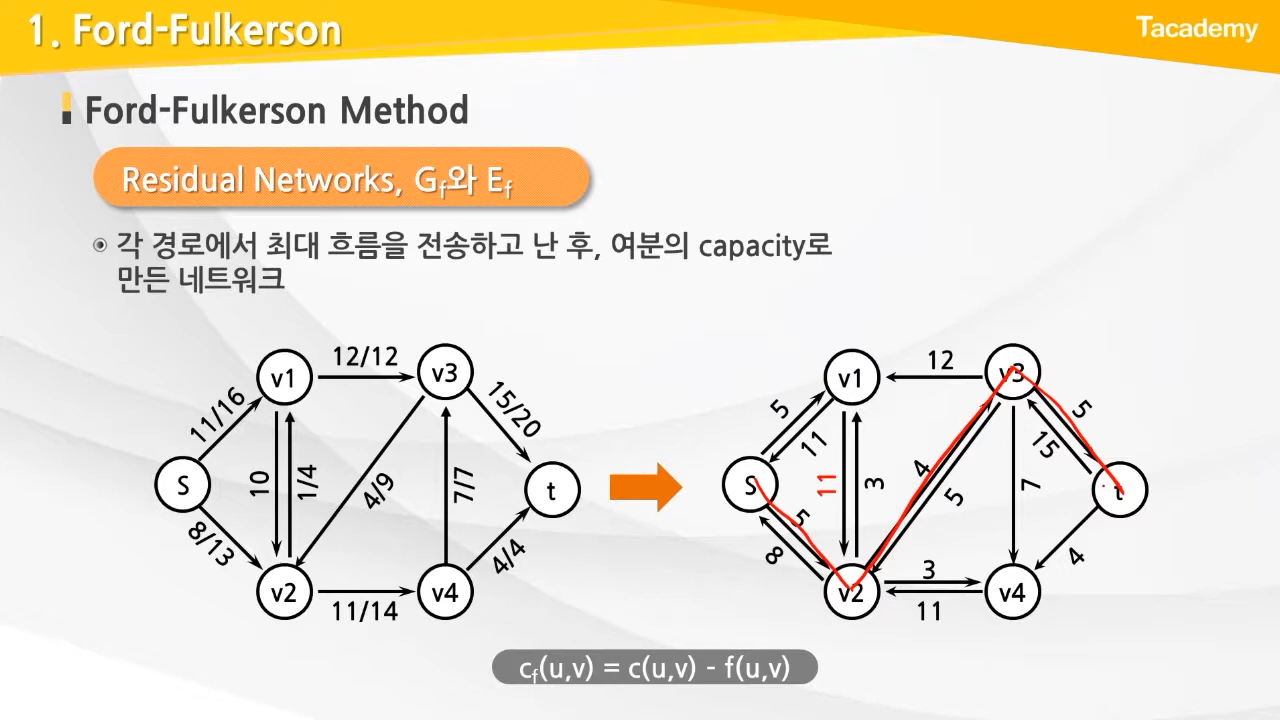 1. Ford-Fulkerson
Tacademy
Ford-Fulkerson Method
Residual Networks, Gf와 Ef
각 경로에서 최대 흐름을 전송하고 난 후, 여분의 capacity로
만든 네트워크
12/12
v1
v3
11/16
15/20
S
10
1/4
4/9
7/7
t
8/13
4/4
v2
v4
11/14
12
v1
v3
5
11
5
15
S
11
3
4
5
7
t
5
8
4
v2
3
v4
11
cf(u,v) = c(u,v) - f(u,v)